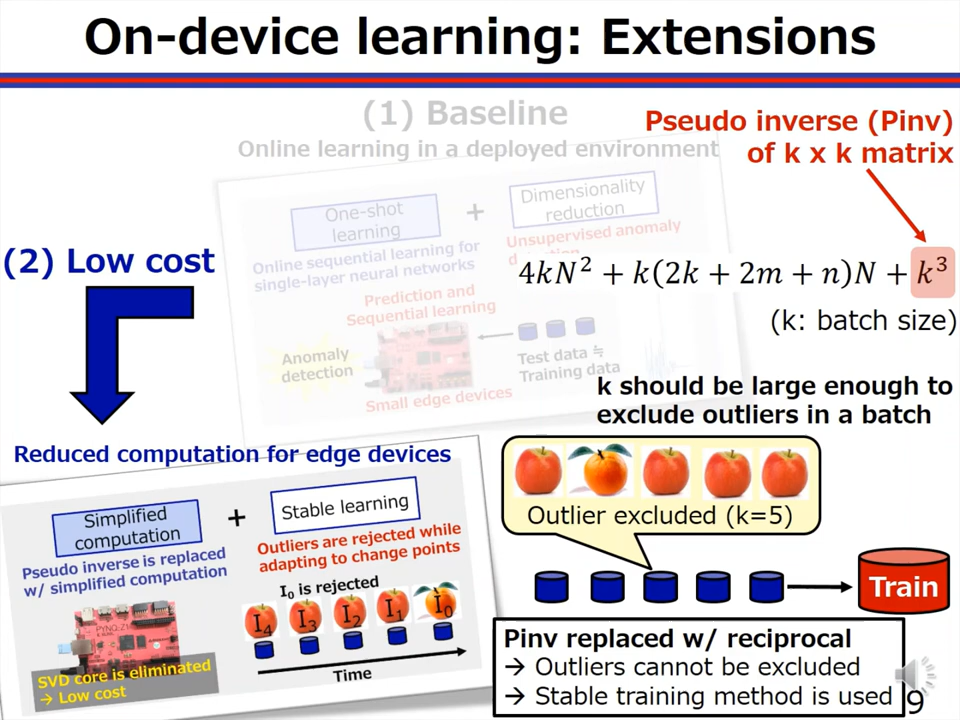 On-device learning: Extensions
(1) Baseline
Online learning in a deployed environment
Pseudo inverse (Pinv)
of k x k matrix
One-shot
learning
+
Dimensionality
reduction
Online sequential learning for
single-layer neural networks
Unsupervised anomaly
(2) Low cost
4kN² + k(2k + 2m + n)N + k³
(k: batch size)
Prediction and
Sequential learning
Anomaly
detection
Test data ≒
Training data
Small edge devices
k should be large enough to
exclude outliers in a batch
Reduced computation for edge devices
Simplified
computation
+
Stable learning
Pseudo inverse is replaced
w/ simplified computation
Outliers are rejected while
adapting to change points
I₀ is rejected
I₄ I₃ I₂ I₁ I₀
PYNQ-Z1
SVD core is eliminated
→ Low cost
Time
Outlier excluded (k=5)
Train
Pinv replaced w/ reciprocal
→ Outliers cannot be excluded
→ Stable training method is used
9